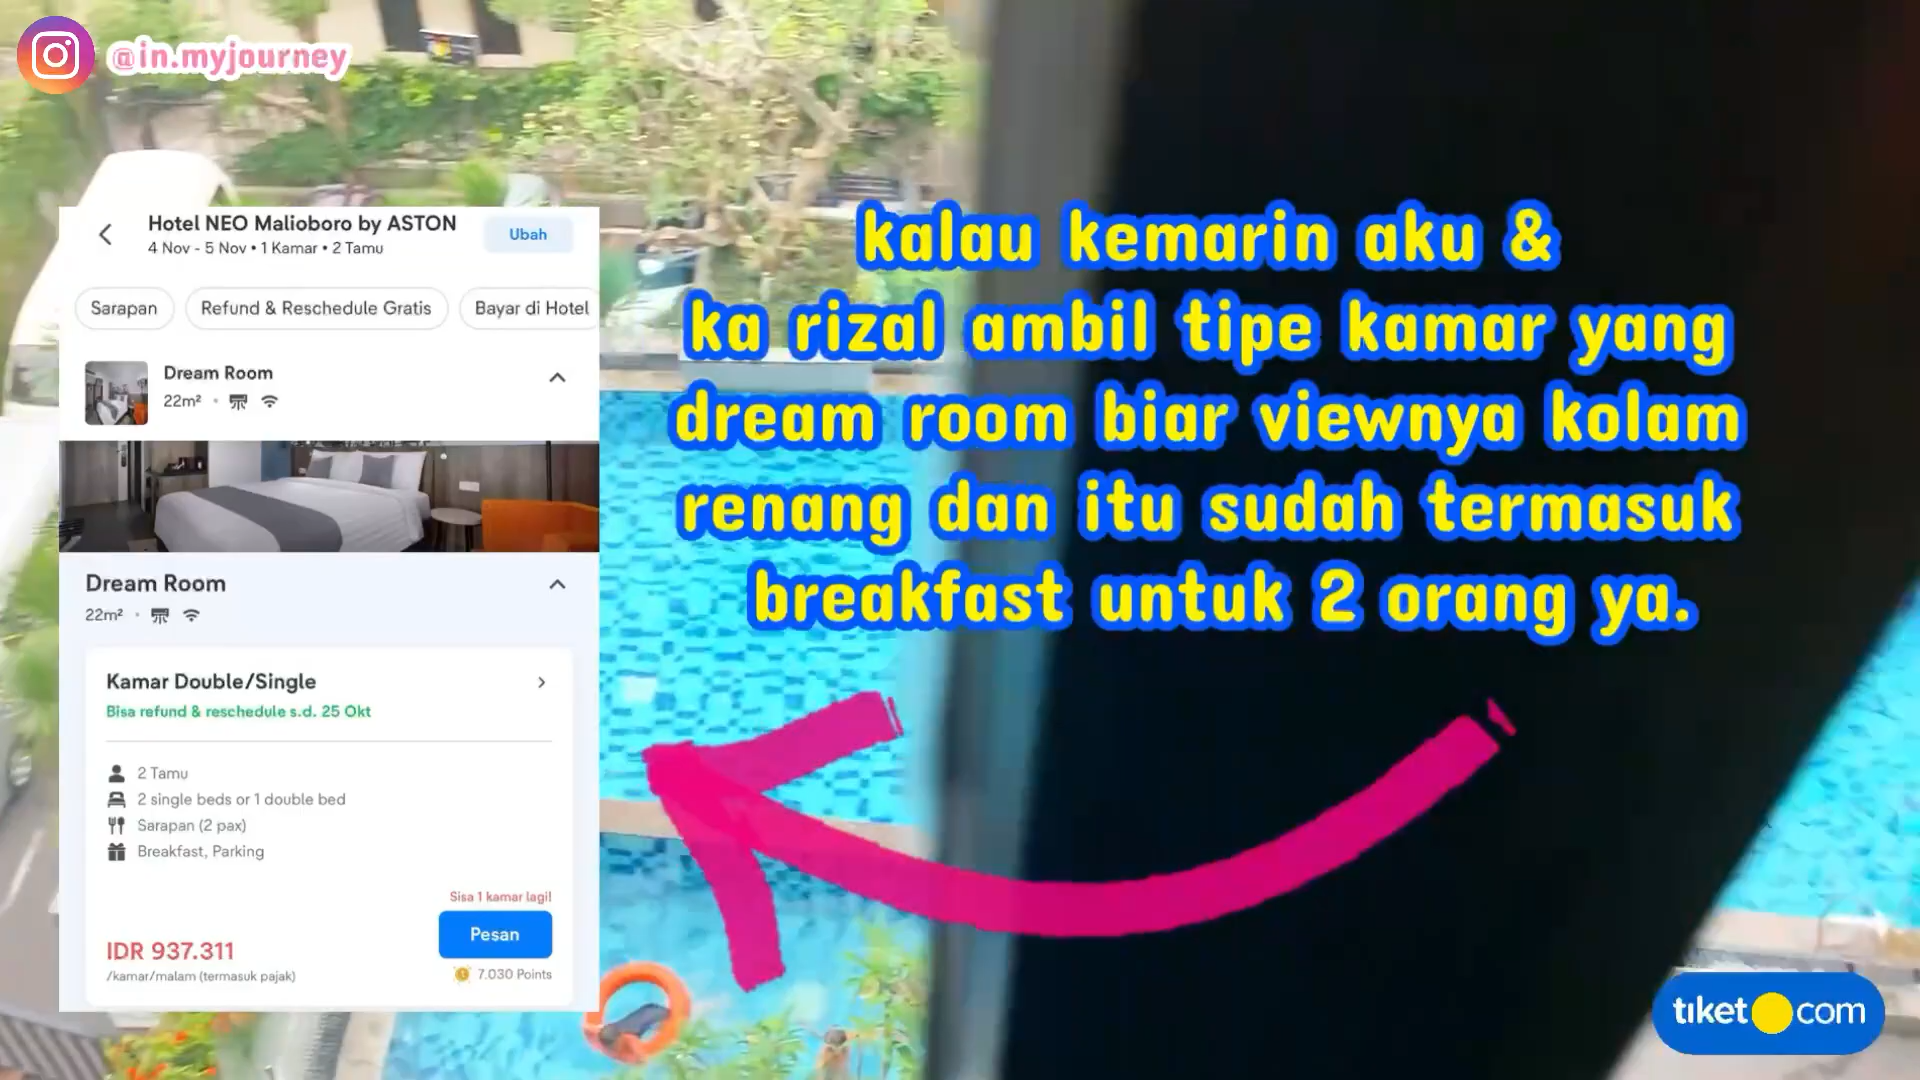 @in.myjourney
Hotel NEO Malioboro by ASTON
4 Nov - 5 Nov • 1 Kamar • 2 Tamu
Ubah
Sarapan
Refund & Reschedule Gratis
Bayar di Hotel
Dream Room
22m²
Dream Room
22m²
Kamar Double/Single
Bisa refund & reschedule s.d. 25 Okt
2 Tamu
2 single beds or 1 double bed
Sarapan (2 pax)
Breakfast, Parking
Sisa 1 kamar lagi!
IDR 937.311
Pesan
/kamar/malam (termasuk pajak)
7.030 Points
kalau kemarin aku &
ka rizal ambil tipe kamar yang
dream room biar viewnya kolam
renang dan itu sudah termasuk
breakfast untuk 2 orang ya.
tiket.com